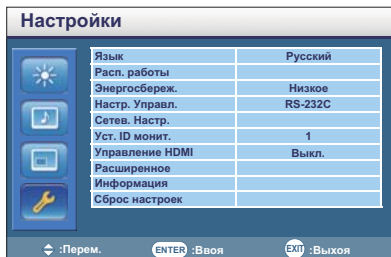 Настройки
Язык Русский
Расп. работы
Энергосбереж. Низкое
Настр. Управл. RS-232C
Сетев. Настр.
Уст. ID монит. 1
Управление HDMI Выкл.
Расширенное
Информация
Сброс настроек
:Перем. ENTER :Ввоя EXIT :Выхоя